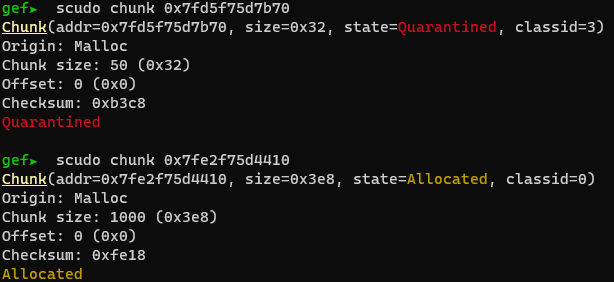 gef➤  scudo chunk 0x7fd5f75d7b70
Chunk(addr=0x7fd5f75d7b70, size=0x32, state=Quarantined, classid=3)
Origin: Malloc
Chunk size: 50 (0x32)
Offset: 0 (0x0)
Checksum: 0xb3c8
Quarantined
gef➤  scudo chunk 0x7fe2f75d4410
Chunk(addr=0x7fe2f75d4410, size=0x3e8, state=Allocated, classid=0)
Origin: Malloc
Chunk size: 1000 (0x3e8)
Offset: 0 (0x0)
Checksum: 0xfe18
Allocated